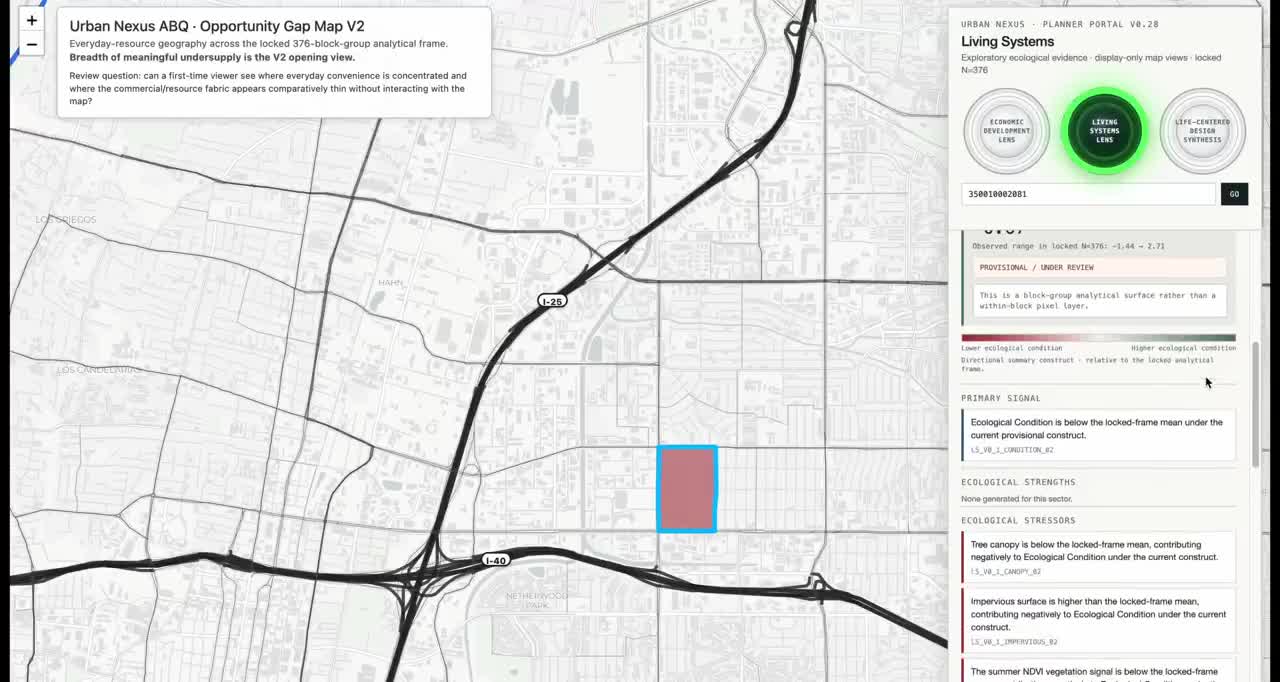 +
−
Urban Nexus ABQ · Opportunity Gap Map V2
Everyday-resource geography across the locked 376-block-group analytical frame.
Breadth of meaningful undersupply is the V2 opening view.
Review question: can a first-time viewer see where everyday convenience is concentrated and
where the commercial/resource fabric appears comparatively thin without interacting with the
map?
LOS GRIEGOS
HAHN
I-25
LOS CANDELARIAS
I-40
NETHERWOOD
PARK
URBAN NEXUS · PLANNER PORTAL V0.28
Living Systems
Exploratory ecological evidence · display-only map views · locked
N=376
ECONOMIC
DEVELOPMENT
LENS
LIVING
SYSTEMS
LENS
LIFE-CENTERED
DESIGN
SYNTHESIS
350010002081
GO
Observed range in locked N=376: −1.44 → 2.71
PROVISIONAL / UNDER REVIEW
This is a block-group analytical surface rather than a
within-block pixel layer.
Lower ecological condition
Higher ecological condition
Directional summary construct · relative to the locked analytical
frame.
PRIMARY SIGNAL
Ecological Condition is below the locked-frame mean under the
current provisional construct.
LS_V0_1_CONDITION_02
ECOLOGICAL STRENGTHS
None generated for this sector.
ECOLOGICAL STRESSORS
Tree canopy is below the locked-frame mean, contributing
negatively to Ecological Condition under the current construct.
LS_V0_1_CANOPY_02
Impervious surface is higher than the locked-frame mean,
contributing negatively to Ecological Condition under the current
construct.
LS_V0_1_IMPERVIOUS_02
The summer NDVI vegetation signal is below the locked-frame